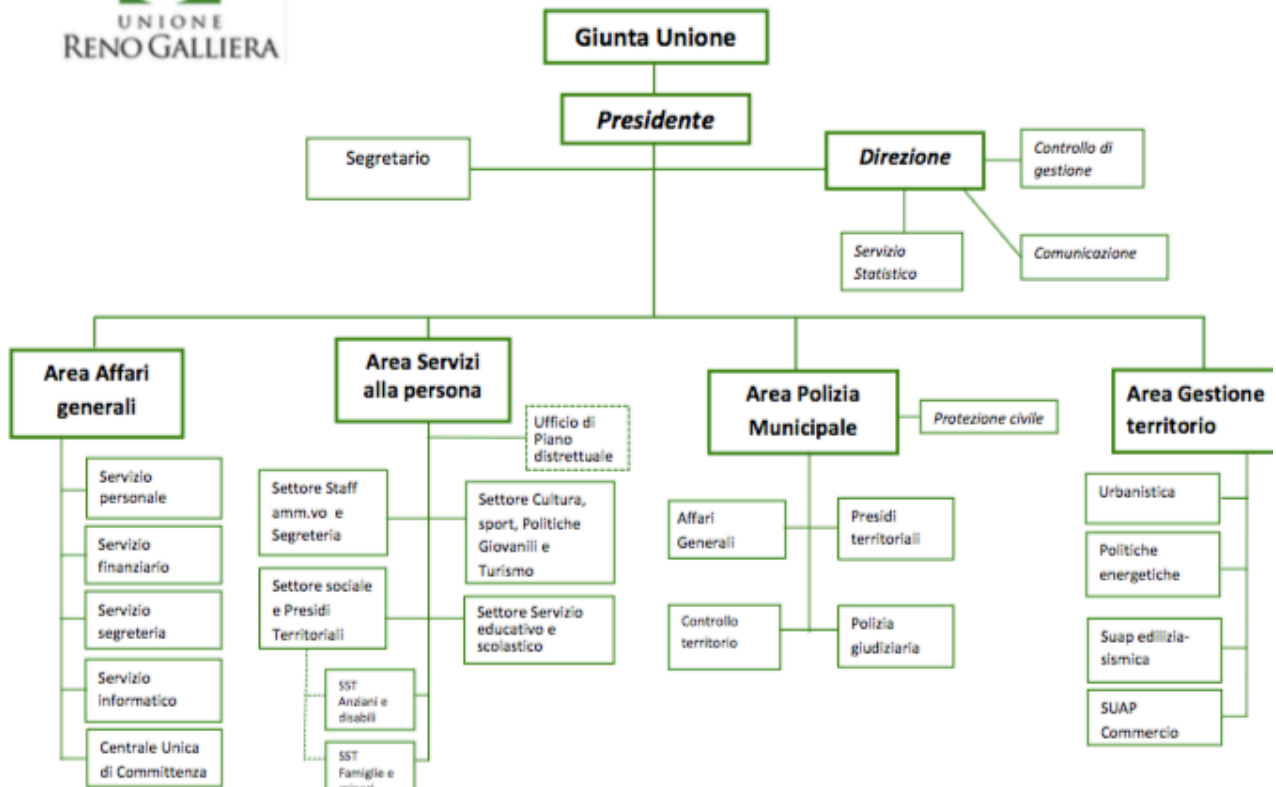 UNIONE
RENO GALLIERA
Giunta Unione
Presidente
Segretario
Direzione
Controllo di
gestione
Servizio
Statistico
Comunicazione
Area Affari
generali
Servizio
personale
Servizio
finanziario
Servizio
segreteria
Servizio
informatico
Centrale Unica
di Committenza
Area Servizi
alla persona
Ufficio di
Piano
distrettuale
Settore Staff
amm.vo e
Segreteria
Settore Cultura,
sport, Politiche
Giovanili e
Turismo
Settore sociale
e Presidi
Territoriali
Settore Servizio
educativo e
scolastico
SST
Anziani e
disabili
SST
Famiglie e
Area Polizia
Municipale
Protezione civile
Affari
Generali
Presidi
territoriali
Controllo
territorio
Polizia
giudiziaria
Area Gestione
territorio
Urbanistica
Politiche
energetiche
Suap edilizia-
sismica
SUAP
Commercio